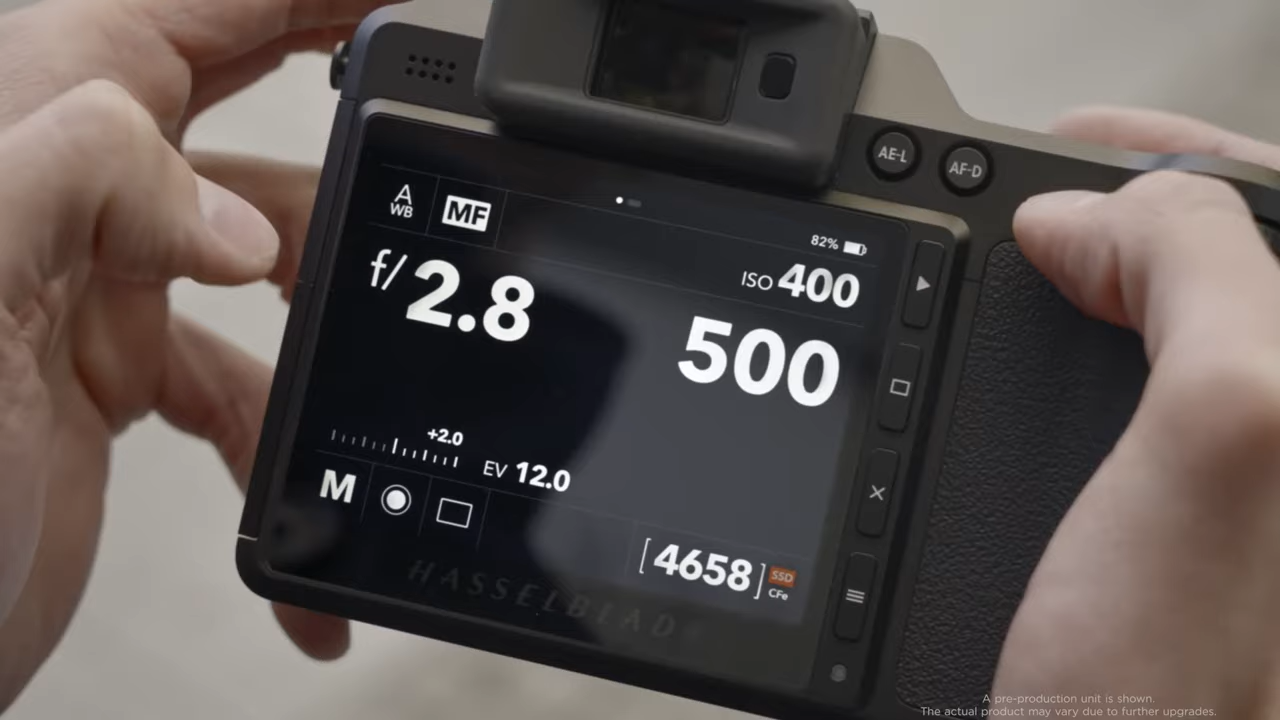 AE-L
AF-D
A
WB
MF
82%
ISO 400
f/2.8
500
+2.0
EV 12.0
M
[4658] SSD
CFe
HASSELBLAD
A pre-production unit is shown.
The actual product may vary due to further upgrades.